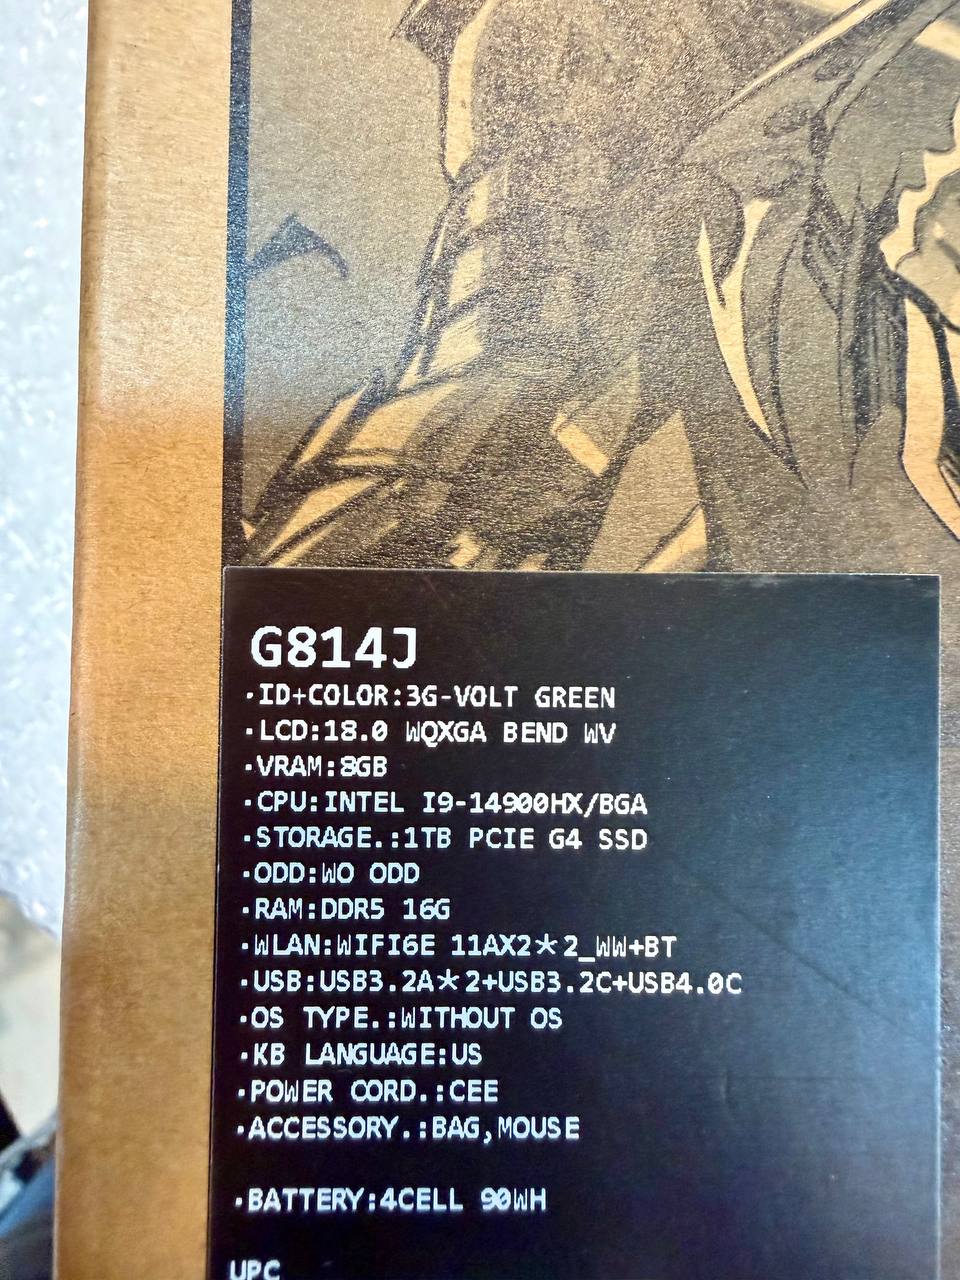 G814J
·ID+COLOR:3G-VOLT GREEN
·LCD:18.0 WQXGA BEND WV
·VRAM:8GB
·CPU:INTEL I9-14900HX/BGA
·STORAGE.:1TB PCIE G4 SSD
·ODD:WO ODD
·RAM:DDR5 16G
·WLAN:WIFI6E 11AX2*2_WW+BT
·USB:USB3.2A*2+USB3.2C+USB4.0C
·OS TYPE.:WITHOUT OS
·KB LANGUAGE:US
·POWER CORD.:CEE
·ACCESSORY.:BAG,MOUSE
·BATTERY:4CELL 90WH
UPC